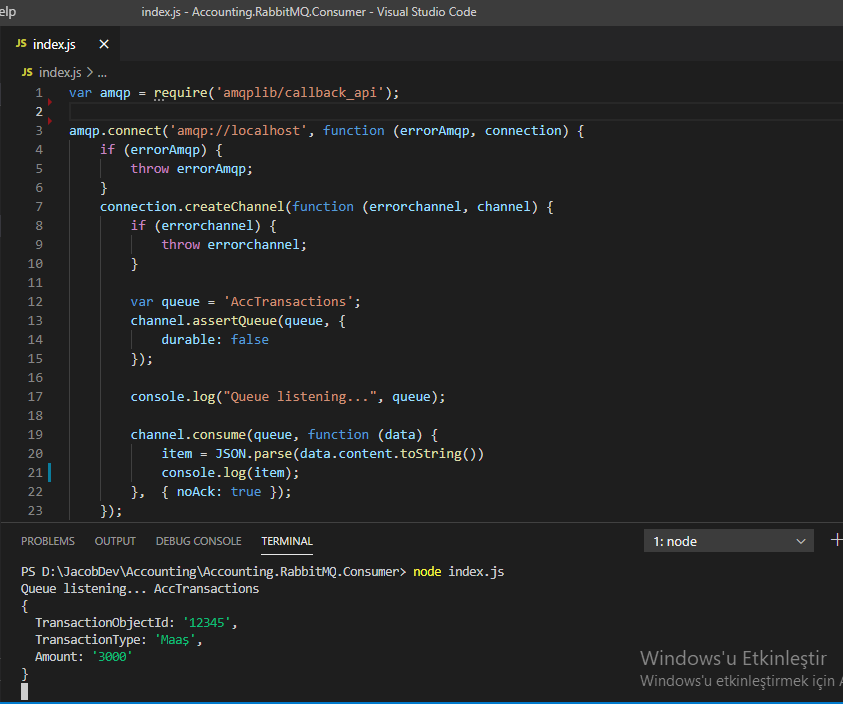 elp
index.js - Accounting.RabbitMQ.Consumer - Visual Studio Code
JS index.js ✕
JS index.js > ...
1 var amqp = require('amqplib/callback_api');
2
3 amqp.connect('amqp://localhost', function (errorAmqp, connection) {
4 if (errorAmqp) {
5 throw errorAmqp;
6 }
7 connection.createChannel(function (errorchannel, channel) {
8 if (errorchannel) {
9 throw errorchannel;
10 }
11
12 var queue = 'AccTransactions';
13 channel.assertQueue(queue, {
14 durable: false
15 });
16
17 console.log("Queue listening...", queue);
18
19 channel.consume(queue, function (data) {
20 item = JSON.parse(data.content.toString())
21 console.log(item);
22 }, { noAck: true });
23 });
PROBLEMS OUTPUT DEBUG CONSOLE TERMINAL 1: node +
PS D:\JacobDev\Accounting\Accounting.RabbitMQ.Consumer> node index.js
Queue listening... AccTransactions
{
TransactionObjectId: '12345',
TransactionType: 'Maaş',
Amount: '3000'
}
Windows'u Etkinleştir
Windows'u etkinleştirmek için A